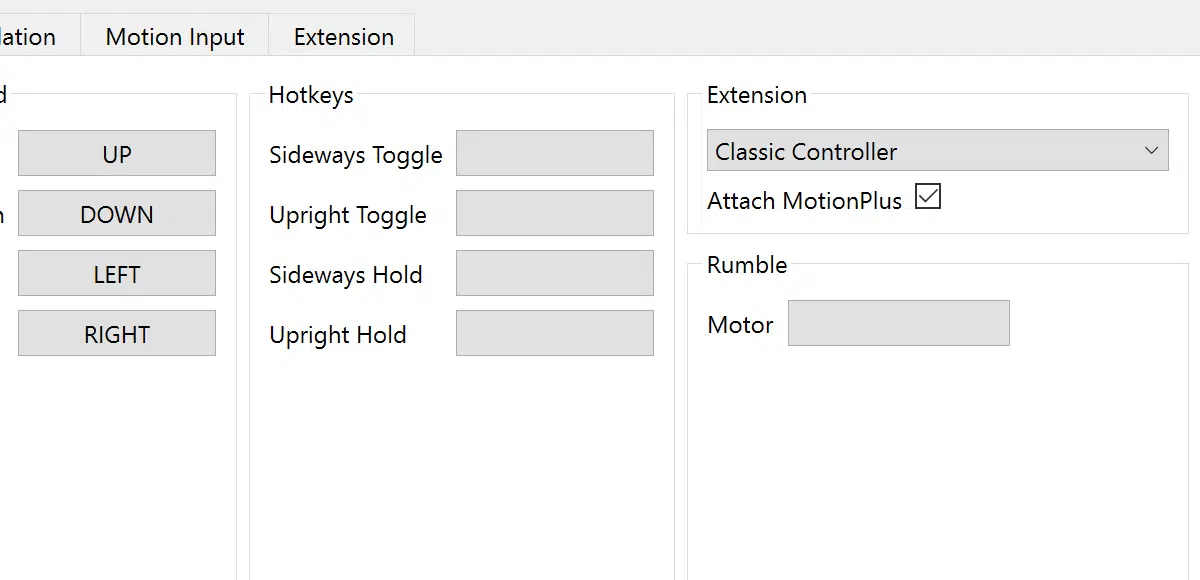 Motion Input
Extension
Hotkeys
Extension
UP
Sideways Toggle
Classic Controller
DOWN
Upright Toggle
Attach MotionPlus
LEFT
Sideways Hold
Rumble
RIGHT
Upright Hold
Motor